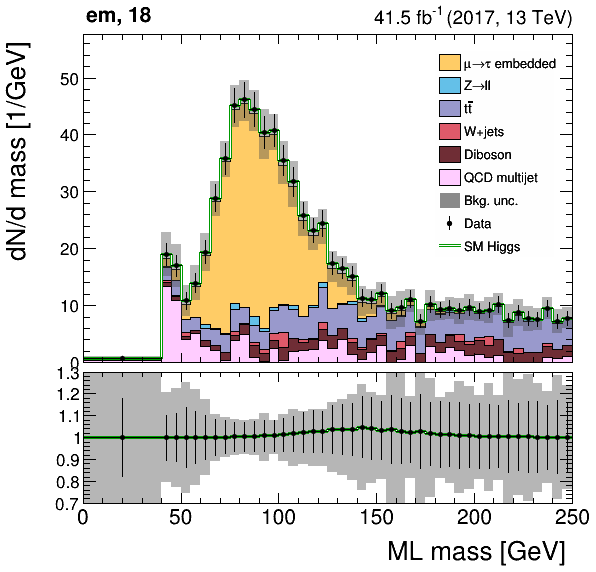 em, 18
41.5 fb⁻¹ (2017, 13 TeV)
dN/d mass [1/GeV]
50
40
30
20
10
0
μ→τ embedded
Z→ll
tt̄
W+jets
Diboson
QCD multijet
Bkg. unc.
Data
SM Higgs
1.3
1.2
1.1
1
0.9
0.8
0.7
0 50 100 150 200 250
ML mass [GeV]